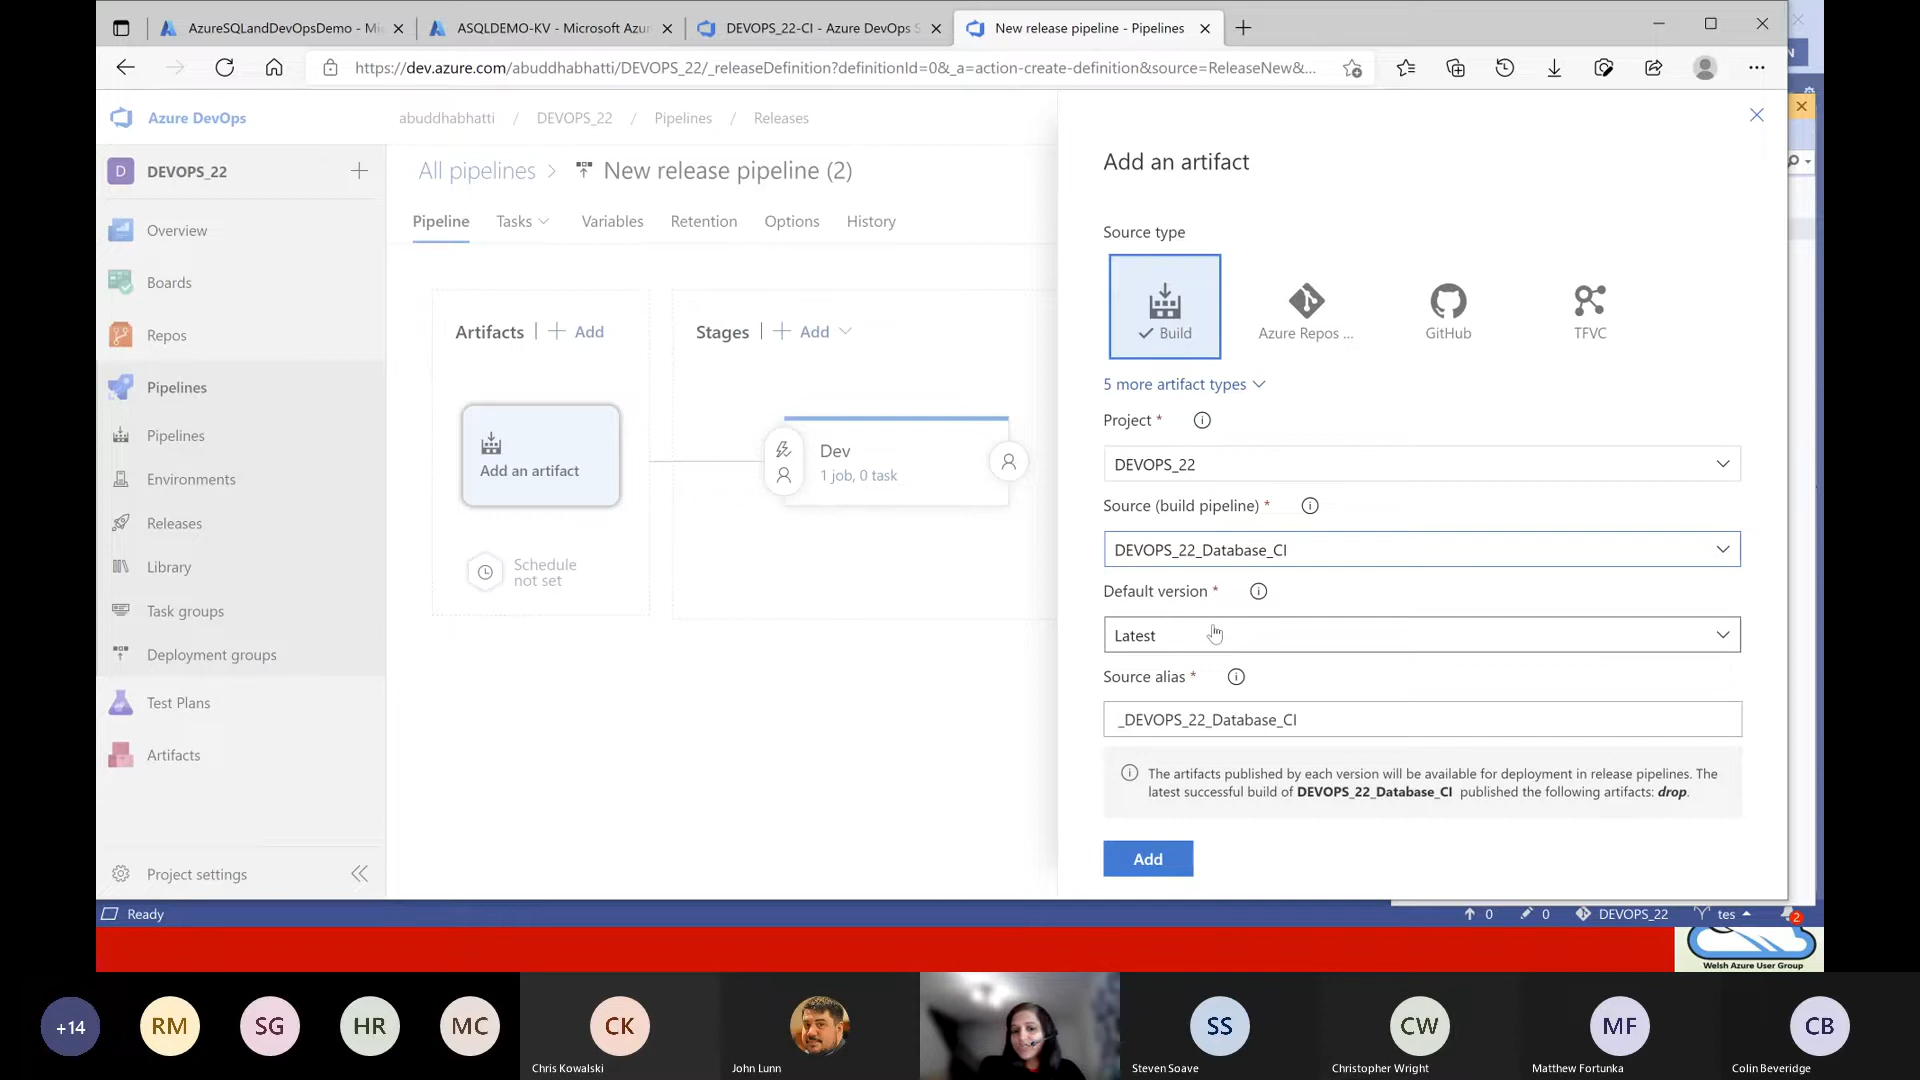 AzureSQLandDevOpsDemo - Mi
ASQLDEMO-KV - Microsoft Azur
DEVOPS_22-CI - Azure DevOps S
New release pipeline - Pipelines
https://dev.azure.com/abuddhabhatti/DEVOPS_22/_releaseDefinition?definitionId=0&_a=action-create-definition&source=ReleaseNew&...
Azure DevOps
abuddhabhatti / DEVOPS_22 / Pipelines / Releases
D DEVOPS_22
All pipelines > New release pipeline (2)
Pipeline Tasks Variables Retention Options History
Overview
Boards
Repos
Pipelines
Pipelines
Environments
Releases
Library
Task groups
Deployment groups
Test Plans
Artifacts
Project settings
Artifacts | + Add
Stages | + Add
Add an artifact
Schedule
not set
Dev
1 job, 0 task
Add an artifact
Source type
Build
Azure Repos ...
GitHub
TFVC
5 more artifact types
Project *
DEVOPS_22
Source (build pipeline) *
DEVOPS_22_Database_CI
Default version *
Latest
Source alias *
_DEVOPS_22_Database_CI
The artifacts published by each version will be available for deployment in release pipelines. The
latest successful build of DEVOPS_22_Database_CI published the following artifacts: drop.
Add
Ready
0 0 DEVOPS_22 tes 2
Welsh Azure User Group
+14
RM
SG
HR
MC
CK
SS
CW
MF
CB
Chris Kowalski
John Lunn
Steven Soave
Christopher Wright
Matthew Fortunka
Colin Beveridge